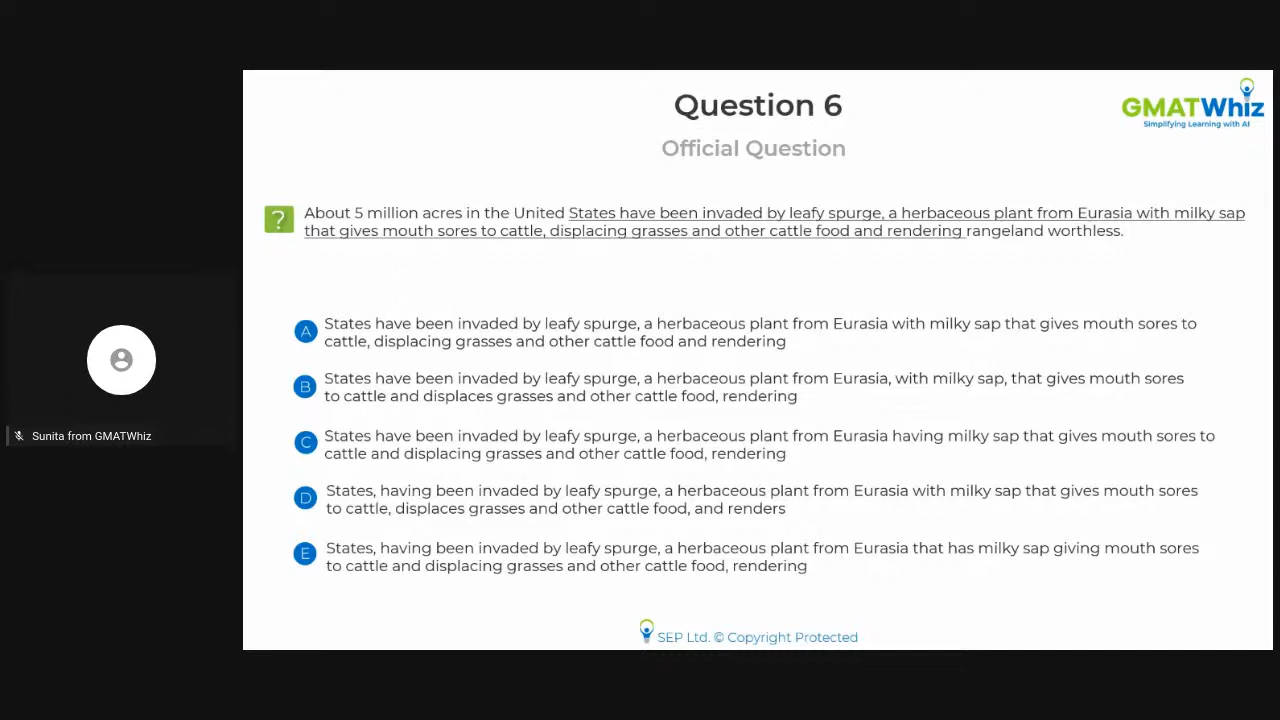 Question 6
GMATWhiz
Simplifying Learning with AI
Official Question
?
About 5 million acres in the United States have been invaded by leafy spurge, a herbaceous plant from Eurasia with milky sap
that gives mouth sores to cattle, displacing grasses and other cattle food and rendering rangeland worthless.
A States have been invaded by leafy spurge, a herbaceous plant from Eurasia with milky sap that gives mouth sores to
cattle, displacing grasses and other cattle food and rendering
B States have been invaded by leafy spurge, a herbaceous plant from Eurasia, with milky sap, that gives mouth sores
to cattle and displaces grasses and other cattle food, rendering
C States have been invaded by leafy spurge, a herbaceous plant from Eurasia having milky sap that gives mouth sores to
cattle and displacing grasses and other cattle food, rendering
D States, having been invaded by leafy spurge, a herbaceous plant from Eurasia with milky sap that gives mouth sores
to cattle, displaces grasses and other cattle food, and renders
E States, having been invaded by leafy spurge, a herbaceous plant from Eurasia that has milky sap giving mouth sores
to cattle and displacing grasses and other cattle food, rendering
Sunita from GMATWhiz
SEP Ltd. © Copyright Protected